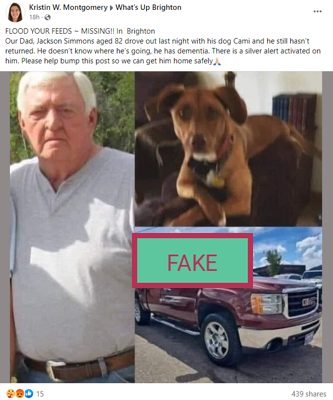 Kristin W. Montgomery ▸ What's Up Brighton
18h ·
FLOOD YOUR FEEDS ~ MISSING!! In Brighton
Our Dad, Jackson Simmons aged 82 drove out last night with his dog Cami and he still hasn't
returned. He doesn't know where he's going, he has dementia. There is a silver alert activated on
him. Please help bump this post so we can get him home safely🙏
FAKE
15
439 shares